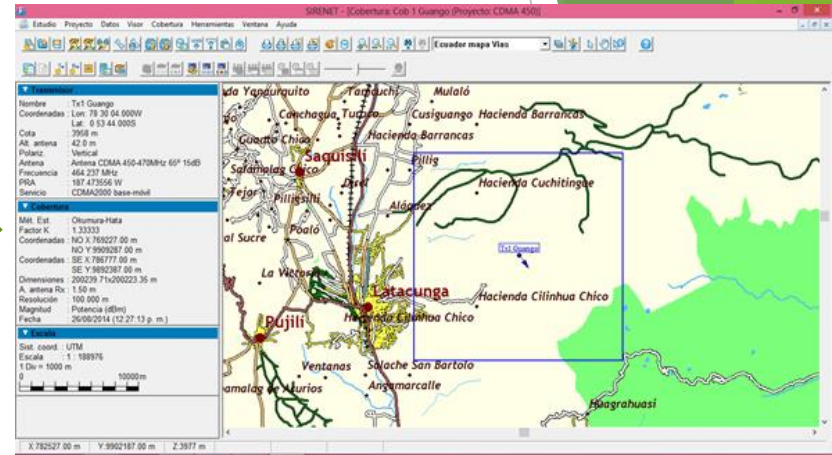 SIRENET - [Cobertura: Cob 1 Guango (Proyecto: CDMA 450)]
Estudio Proyecto Datos Visor Cobertura Herramientas Ventana Ayuda
Ecuador mapa Vias
Transmisor
Nombre : Tx1 Guango
Coordenadas : Lon: 78 30 04.000W
Lat: 0 53 44.000S
Cota : 3958 m
Alt. antena : 42.0 m
Polariz. : Vertical
Antena : Antena CDMA 450-470MHz 65º 15dB
Frecuencia : 464.237 MHz
PRA : 187.473556 W
Servicio : CDMA2000 base-móvil
Cobertura
Mét. Est. : Okumura-Hata
Factor K : 1.33333
Coordenadas : NO X:769227.00 m
NO Y:9909287.00 m
Coordenadas : SE X:786777.00 m
SE Y:9892387.00 m
Dimensiones : 200239.71x200223.35 m
A. antena Rx : 1.50 m
Resolución : 100.000 m
Magnitud : Potencia (dBm)
Fecha : 26/08/2014 (12:27:13 p. m.)
Escala
Sist. coord. : UTM
Escala : 1 : 188976
1 Div = 1000 m
0 10000m
da Yanaurquito
Tamauchi
Mulaló
Canchagua
Turupa
Cusiguango
Hacienda Barrancas
Guanto Chico
Hacienda Barrancas
Saquisilí
Pillig
Salamalag Chico
Hacienda Cuchitingue
Tejar
Pilligsilli
Aláquez
al Sucre
Poaló
Tx1 Guango
La Victoria
Latacunga
Hacienda Cilinhua Chico
Hacienda Cilinhua Chico
Pujilí
Ventanas
Salache San Bartolo
Angamarcalle
Huagrahuasi
X:782527.00 m Y:9902187.00 m Z:3977 m